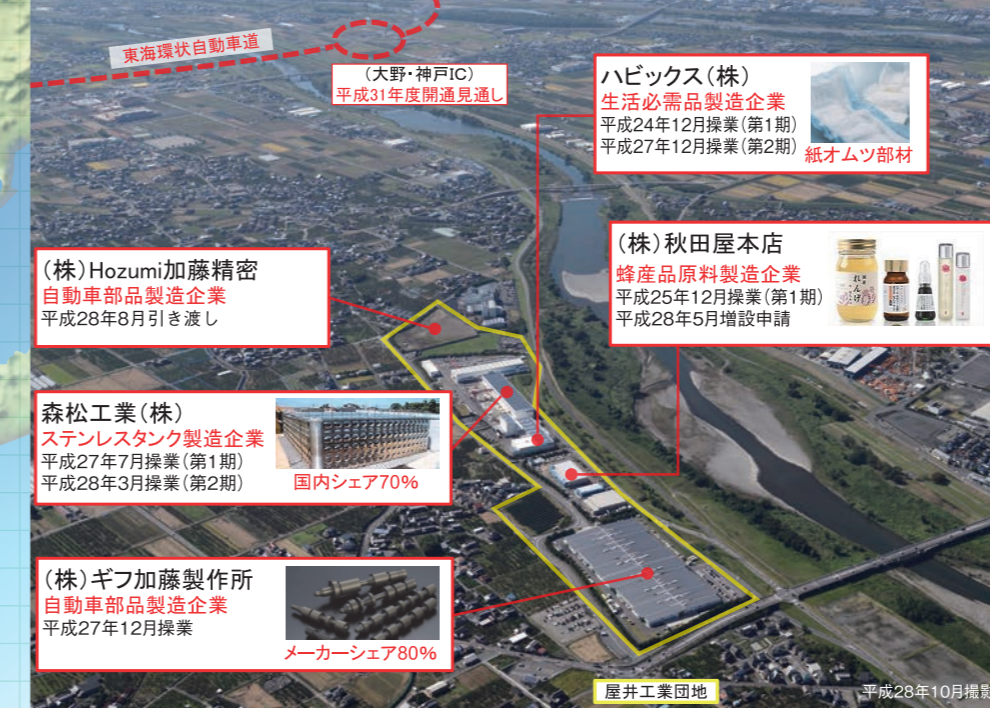 東海環状自動車道
(大野・神戸IC)
平成31年度開通見通し
ハビックス(株)
生活必需品製造企業
平成24年12月操業(第1期)
平成27年12月操業(第2期)
紙オムツ部材
(株)秋田屋本店
蜂産品原料製造企業
平成25年12月操業(第1期)
平成28年5月増設申請
(株)Hozumi加藤精密
自動車部品製造企業
平成28年8月引き渡し
森松工業(株)
ステンレスタンク製造企業
平成27年7月操業(第1期)
平成28年3月操業(第2期)
国内シェア70%
(株)ギフ加藤製作所
自動車部品製造企業
平成27年12月操業
メーカーシェア80%
屋井工業団地
平成28年10月撮影
れんげ